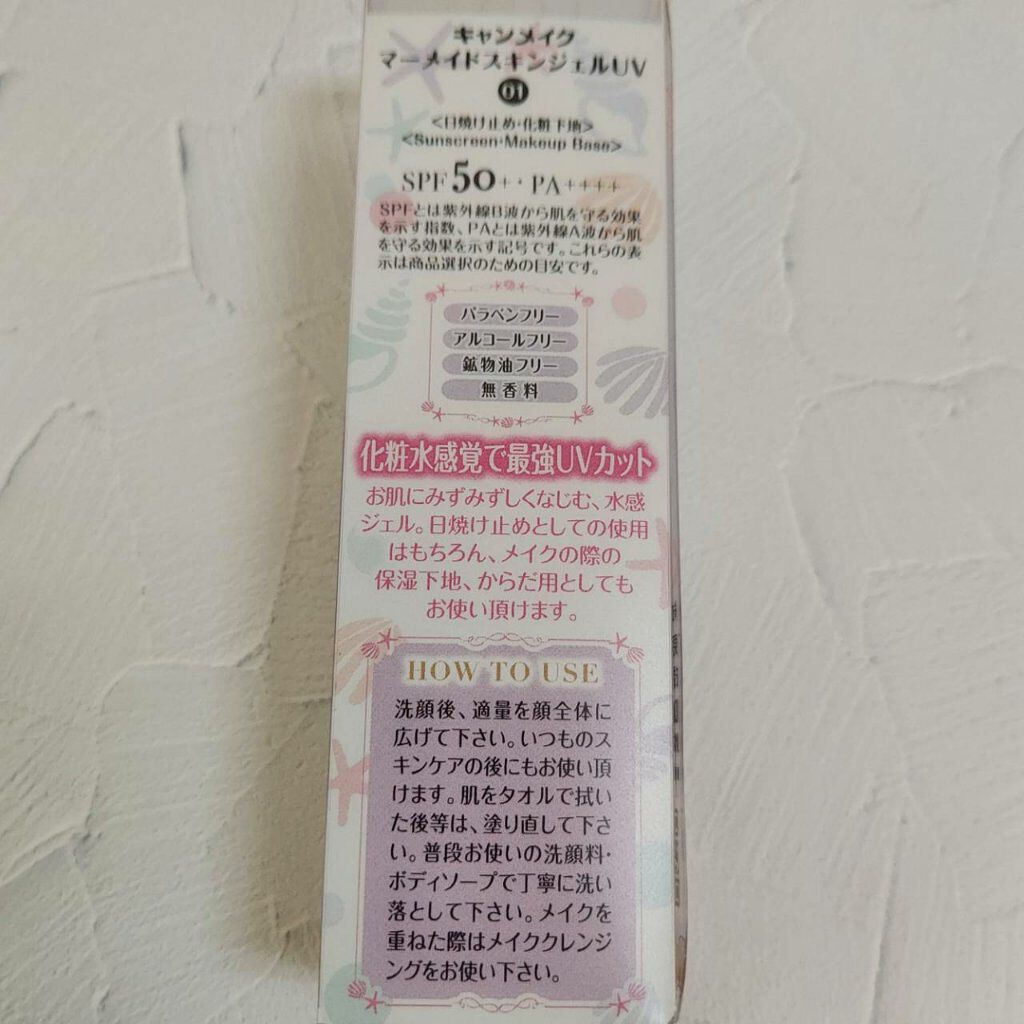 キャンメイク
マーメイドスキンジェルUV
01
<日焼け止め・化粧下地>
<Sunscreen・Makeup Base>
SPF50+・PA++++
SPFとは紫外線B波から肌を守る効果
を示す指数、PAとは紫外線A波から肌
を守る効果を示す記号です。これらの表
示は商品選択のための目安です。
パラベンフリー
アルコールフリー
鉱物油フリー
無香料
化粧水感覚で最強UVカット
お肌にみずみずしくなじむ、水感
ジェル。日焼け止めとしての使用
はもちろん、メイクの際の
保湿下地、からだ用としても
お使い頂けます。
HOW TO USE
洗顔後、適量を顔全体に
広げて下さい。いつものス
キンケアの後にもお使い頂
けます。肌をタオルで拭い
た後等は、塗り直して下さ
い。普段お使いの洗顔料・
ボディソープで丁寧に洗い
落として下さい。メイクを
重ねた際はメイククレンジ
ングをお使い下さい。